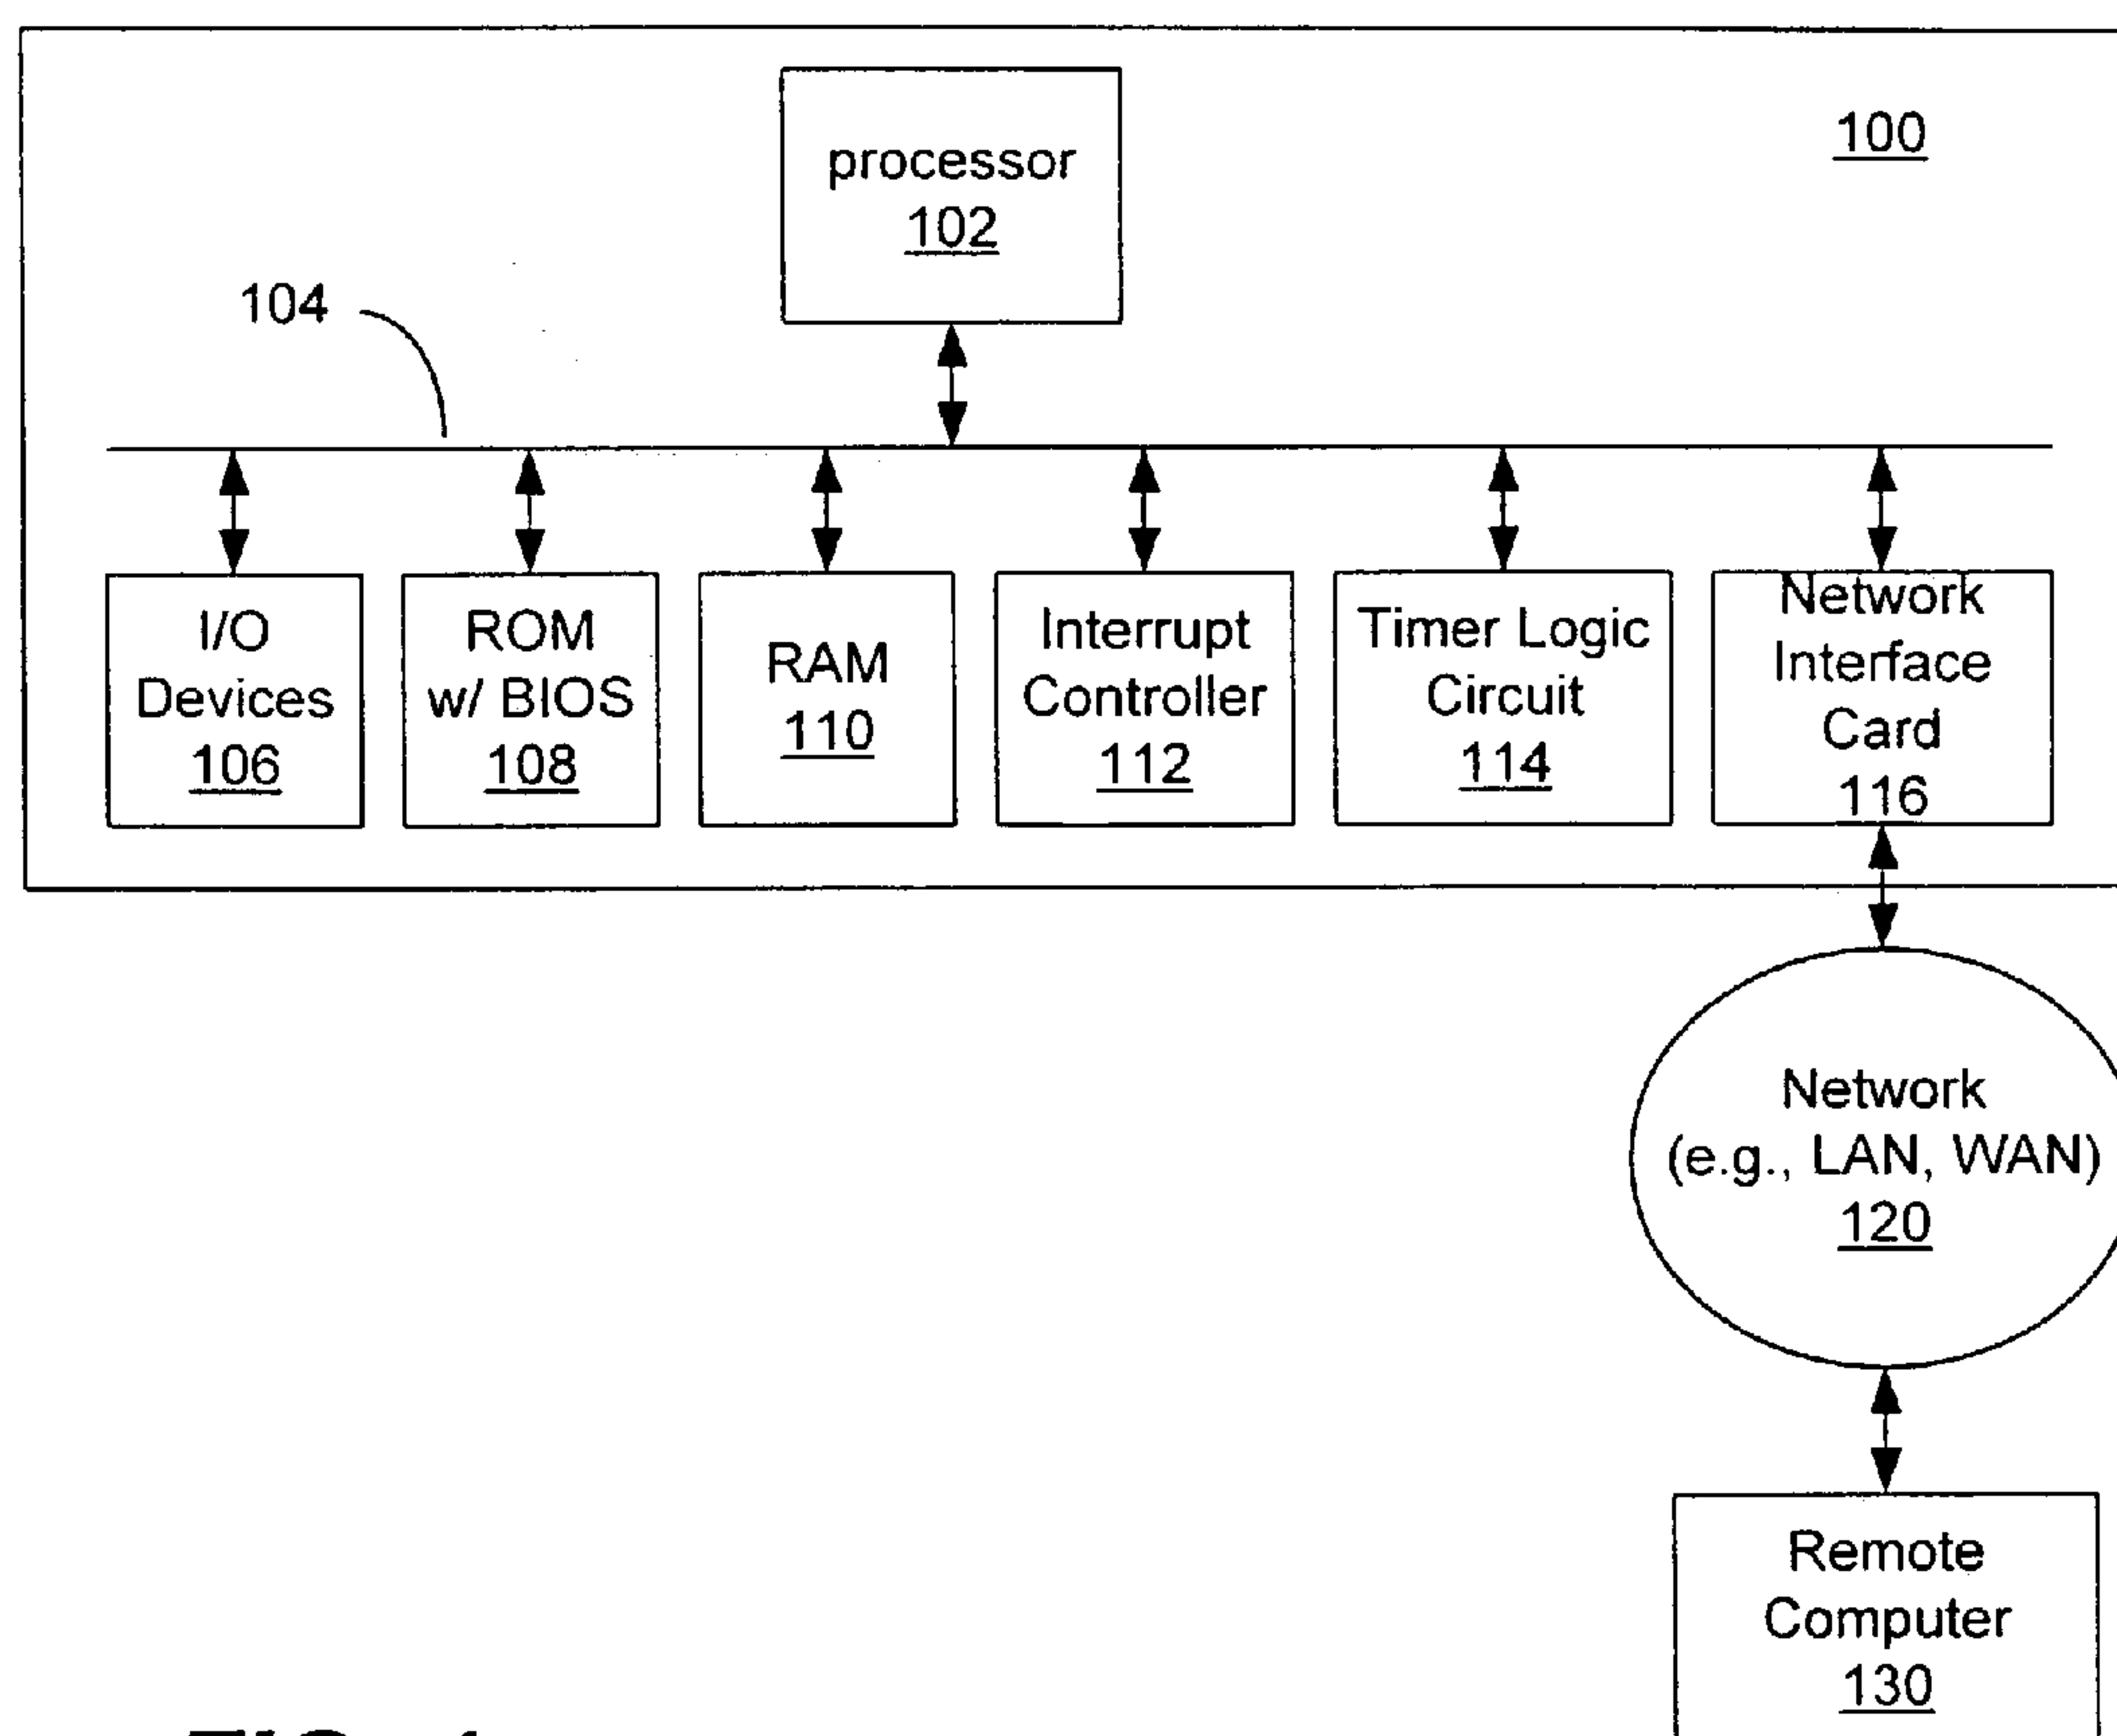 processor
102
100
104
I/O
Devices
106
ROM
w/ BIOS
108
RAM
110
Interrupt
Controller
112
Timer Logic
Circuit
114
Network
Interface
Card
116
Network
(e.g., LAN, WAN)
120
Remote
Computer
130